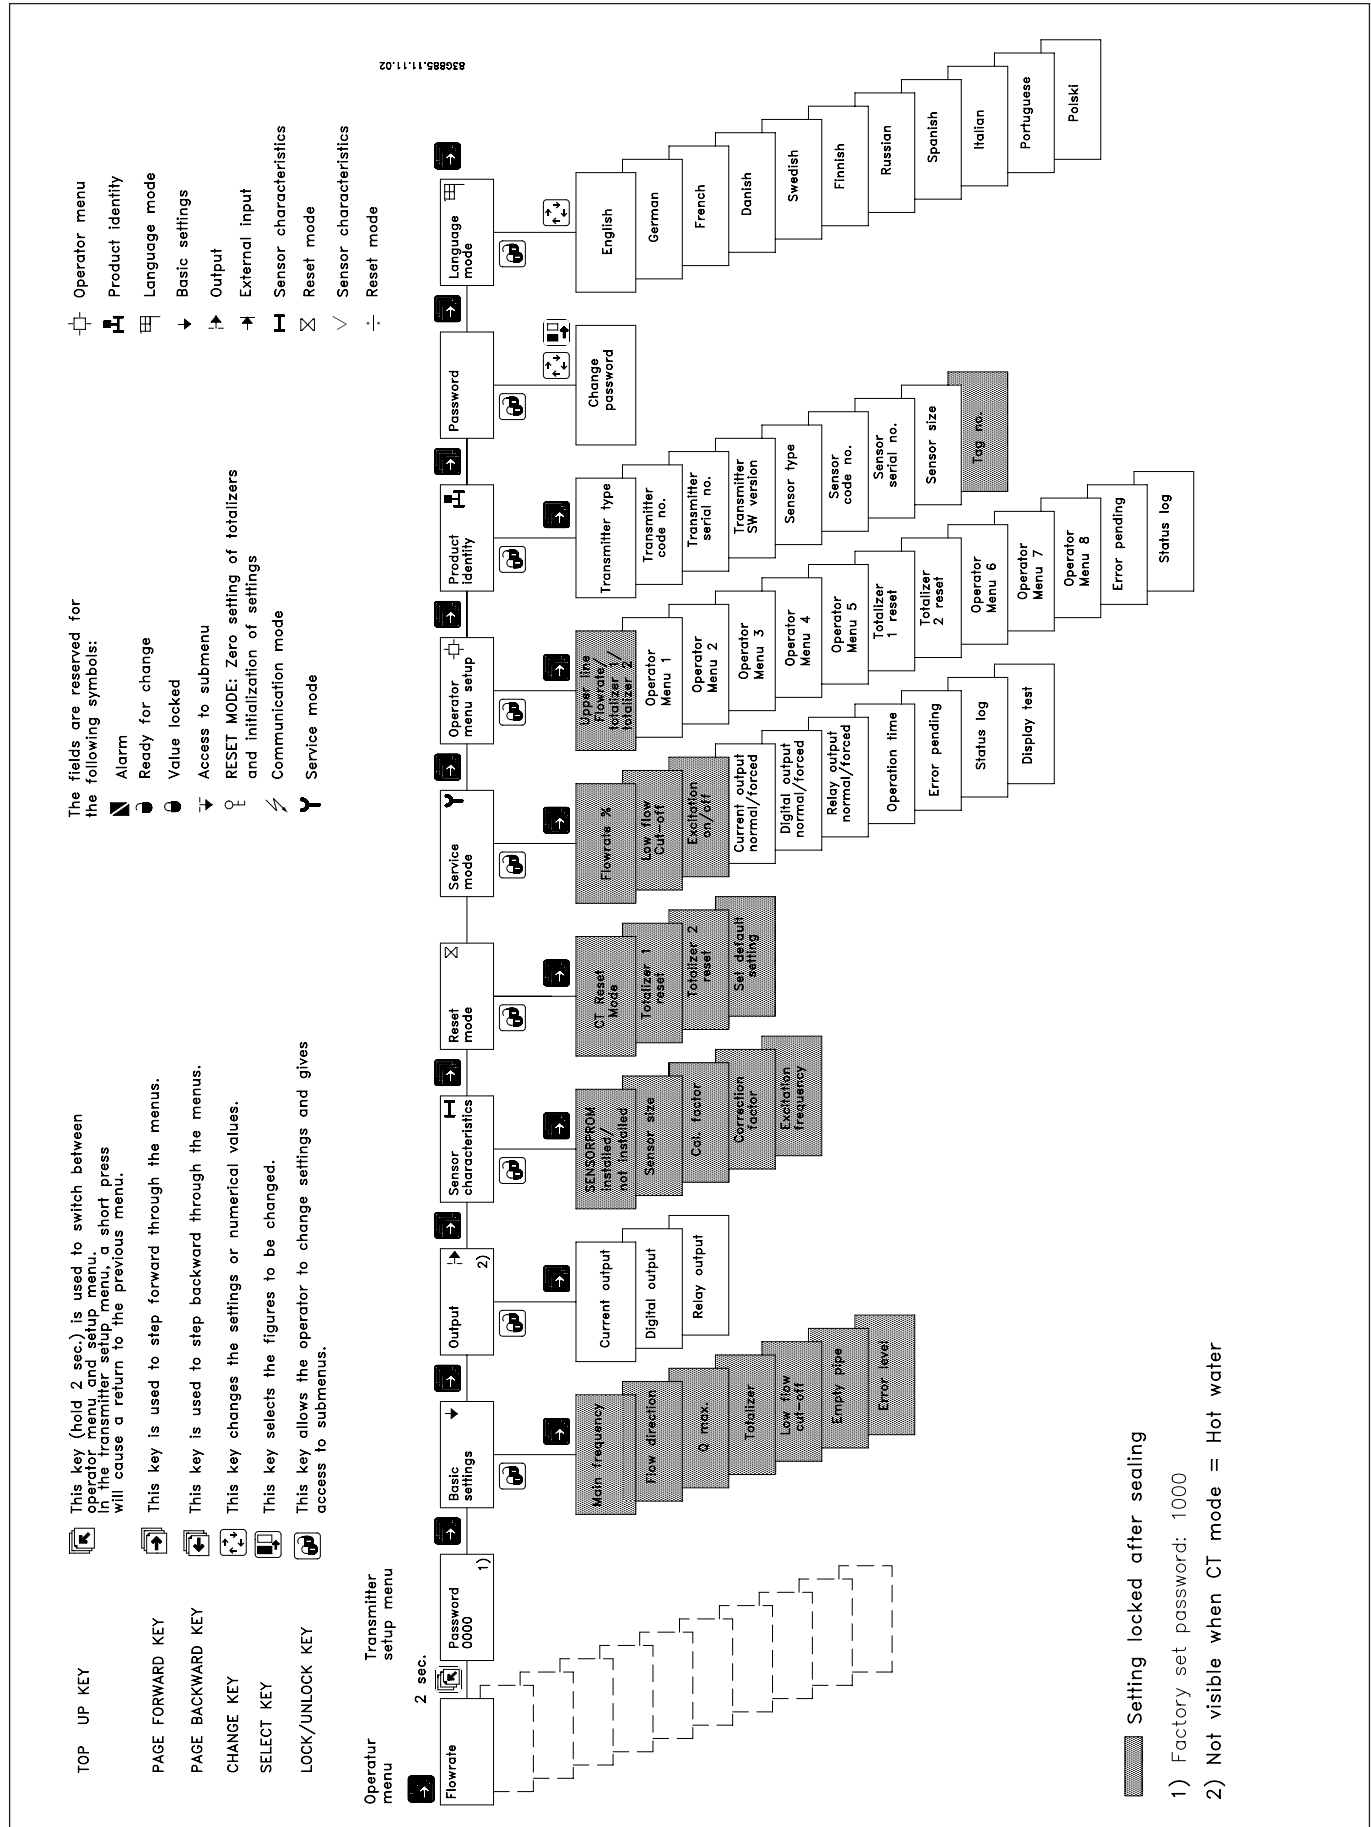 TOP UP KEY
This key (hold 2 sec.) is used to switch between
operator menu and setup menu.
In the transmitter setup menu, a short press
will cause a return to the previous menu.
PAGE FORWARD KEY
This key is used to step forward through the menus.
PAGE BACKWARD KEY
This key is used to step backward through the menus.
CHANGE KEY
This key changes the settings or numerical values.
SELECT KEY
This key selects the figures to be changed.
LOCK/UNLOCK KEY
This key allows the operator to change settings and gives
access to submenus.
The fields are reserved for
the following symbols:
Alarm
Ready for change
Value locked
Access to submenu
RESET MODE: Zero setting of totalizers
and initialization of settings
Communication mode
Service mode
Operator menu
Product identity
Language mode
Basic settings
Output
External input
Sensor characteristics
Reset mode
Sensor characteristics
Reset mode
83G885.11.11.02
Operatur
menu
Transmitter
setup menu
2 sec.
Flowrate
Password
0000
1)
Basic
settings
Output
2)
Sensor
characteristics
Reset
mode
Service
mode
Operator
menu setup
Product
identity
Password
Language
mode
Main frequency
Flow direction
Q max.
Totalizer
Low flow
cut-off
Empty pipe
Error level
Current output
Digital output
Relay output
SENSORPROM
installed/
not installed
Sensor size
Cal. factor
Correction
factor
Excitation
frequency
CT Reset
Mode
Totalizer 1
reset
Totalizer 2
reset
Set default
setting
Flowrate %
Low flow
Cut-off
Excitation
on/off
Current output
normal/forced
Digital output
normal/forced
Relay output
normal/forced
Operation time
Error pending
Status log
Display test
Upper line
Flowrate/
totalizer 1/
totalizer 2
Operator
Menu 1
Operator
Menu 2
Operator
Menu 3
Operator
Menu 4
Operator
Menu 5
Totalizer
1 reset
Totalizer
2 reset
Operator
Menu 6
Operator
Menu 7
Operator
Menu 8
Error pending
Status log
Transmitter type
Transmitter
code no.
Transmitter
serial no.
Transmitter
SW version
Sensor type
Sensor
code no.
Sensor
serial no.
Sensor size
Tag no.
Change
password
English
German
French
Danish
Swedish
Finnish
Russian
Spanish
Italian
Portuguese
Polski
Setting locked after sealing
1) Factory set password: 1000
2) Not visible when CT mode = Hot water